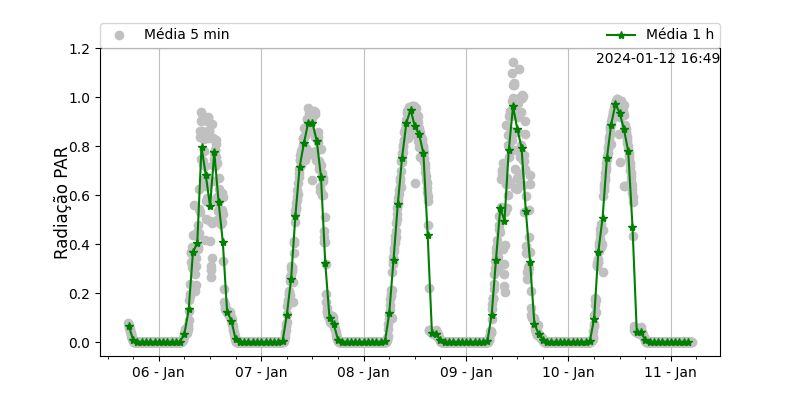 Média 5 min
Média 1 h
2024-01-12 16:49
Radiação PAR
1.2
1.0
0.8
0.6
0.4
0.2
0.0
06 - Jan
07 - Jan
08 - Jan
09 - Jan
10 - Jan
11 - Jan